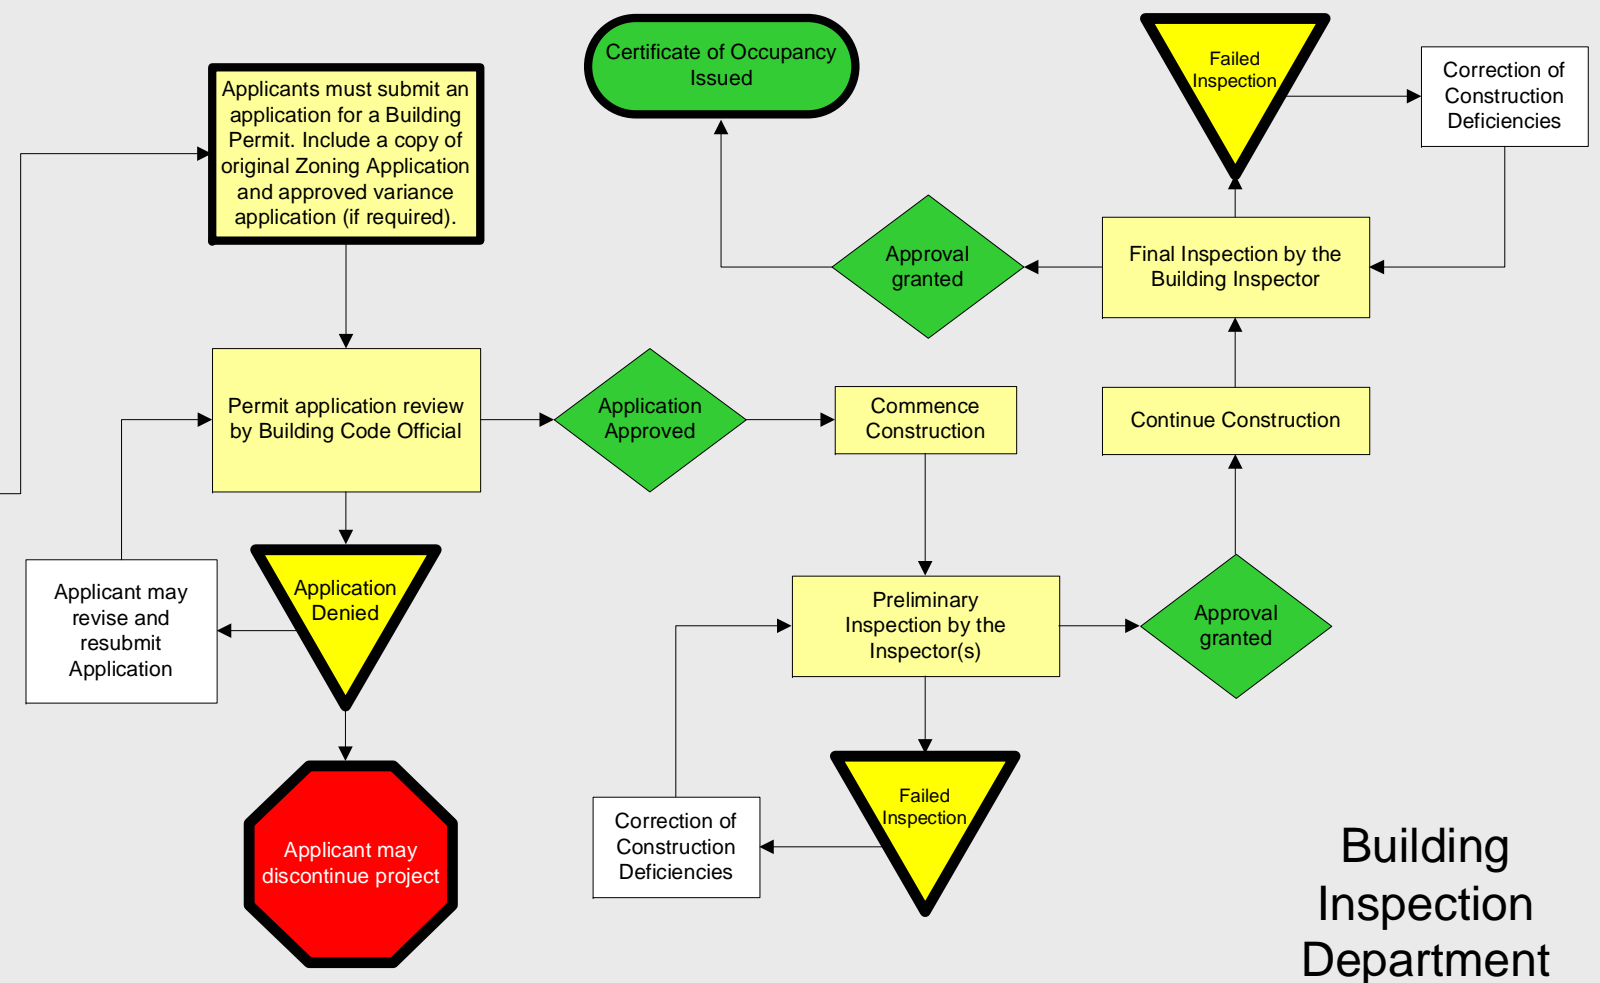 Applicants must submit an
application for a Building
Permit. Include a copy of
original Zoning Application
and approved variance
application (if required).
Certificate of Occupancy
Issued
Failed
Inspection
Correction of
Construction
Deficiencies
Approval
granted
Final Inspection by the
Building Inspector
Permit application review
by Building Code Official
Application
Approved
Commence
Construction
Continue Construction
Applicant may
revise and
resubmit
Application
Application
Denied
Preliminary
Inspection by the
Inspector(s)
Approval
granted
Applicant may
discontinue project
Correction of
Construction
Deficiencies
Failed
Inspection
Building
Inspection
Department